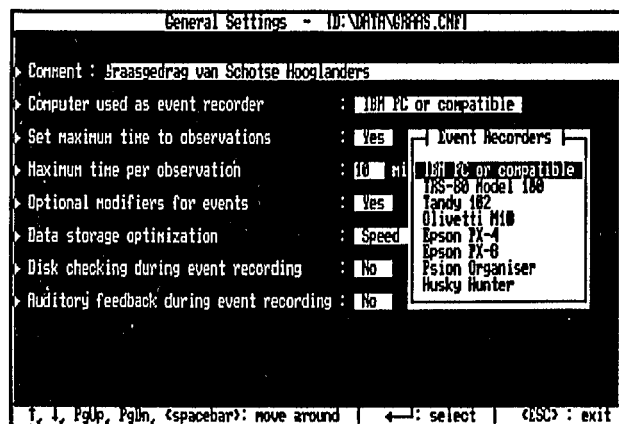 General Settings - [D:\DATA\GRAAS.CNF]
Comment : Graasgedrag van Schotse Hooglanders
Computer used as event recorder : IBM PC or compatible
Set maximum time to observations : Yes
Maximum time per observation : 10 mi
Optional modifiers for events : Yes
Data storage optimization : Speed
Disk checking during event recording : No
Auditory feedback during event recording : No
Event Recorders
IBM PC or compatible
TRS-80 Model 100
Tandy 102
Olivetti M10
Epson PX-4
Epson PX-8
Psion Organiser
Husky Hunter
↑, ↓, PgUp, PgDn, <spacebar>: move around | ←┘: select | <ESC> : exit